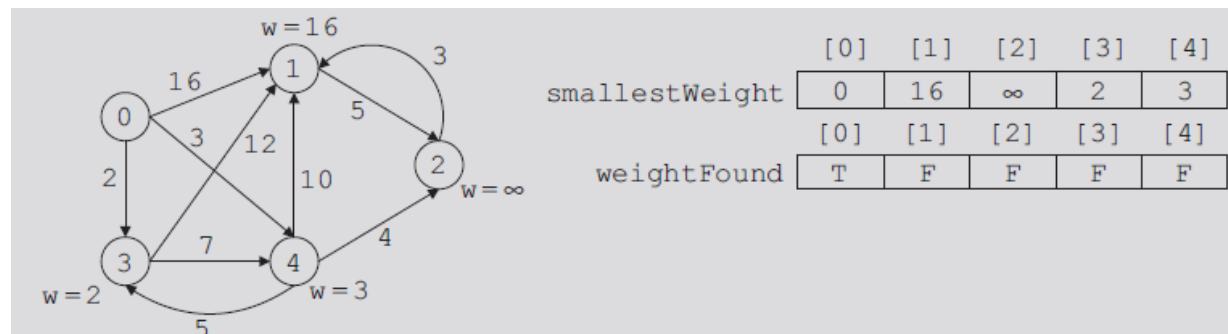 w = 16
1
16
3
5
0
3
12
2
2
10
w = ∞
4
7
3
4
w = 2
w = 3
5
[0] [1] [2] [3] [4]
smallestWeight 0 16 ∞ 2 3
[0] [1] [2] [3] [4]
weightFound T F F F F